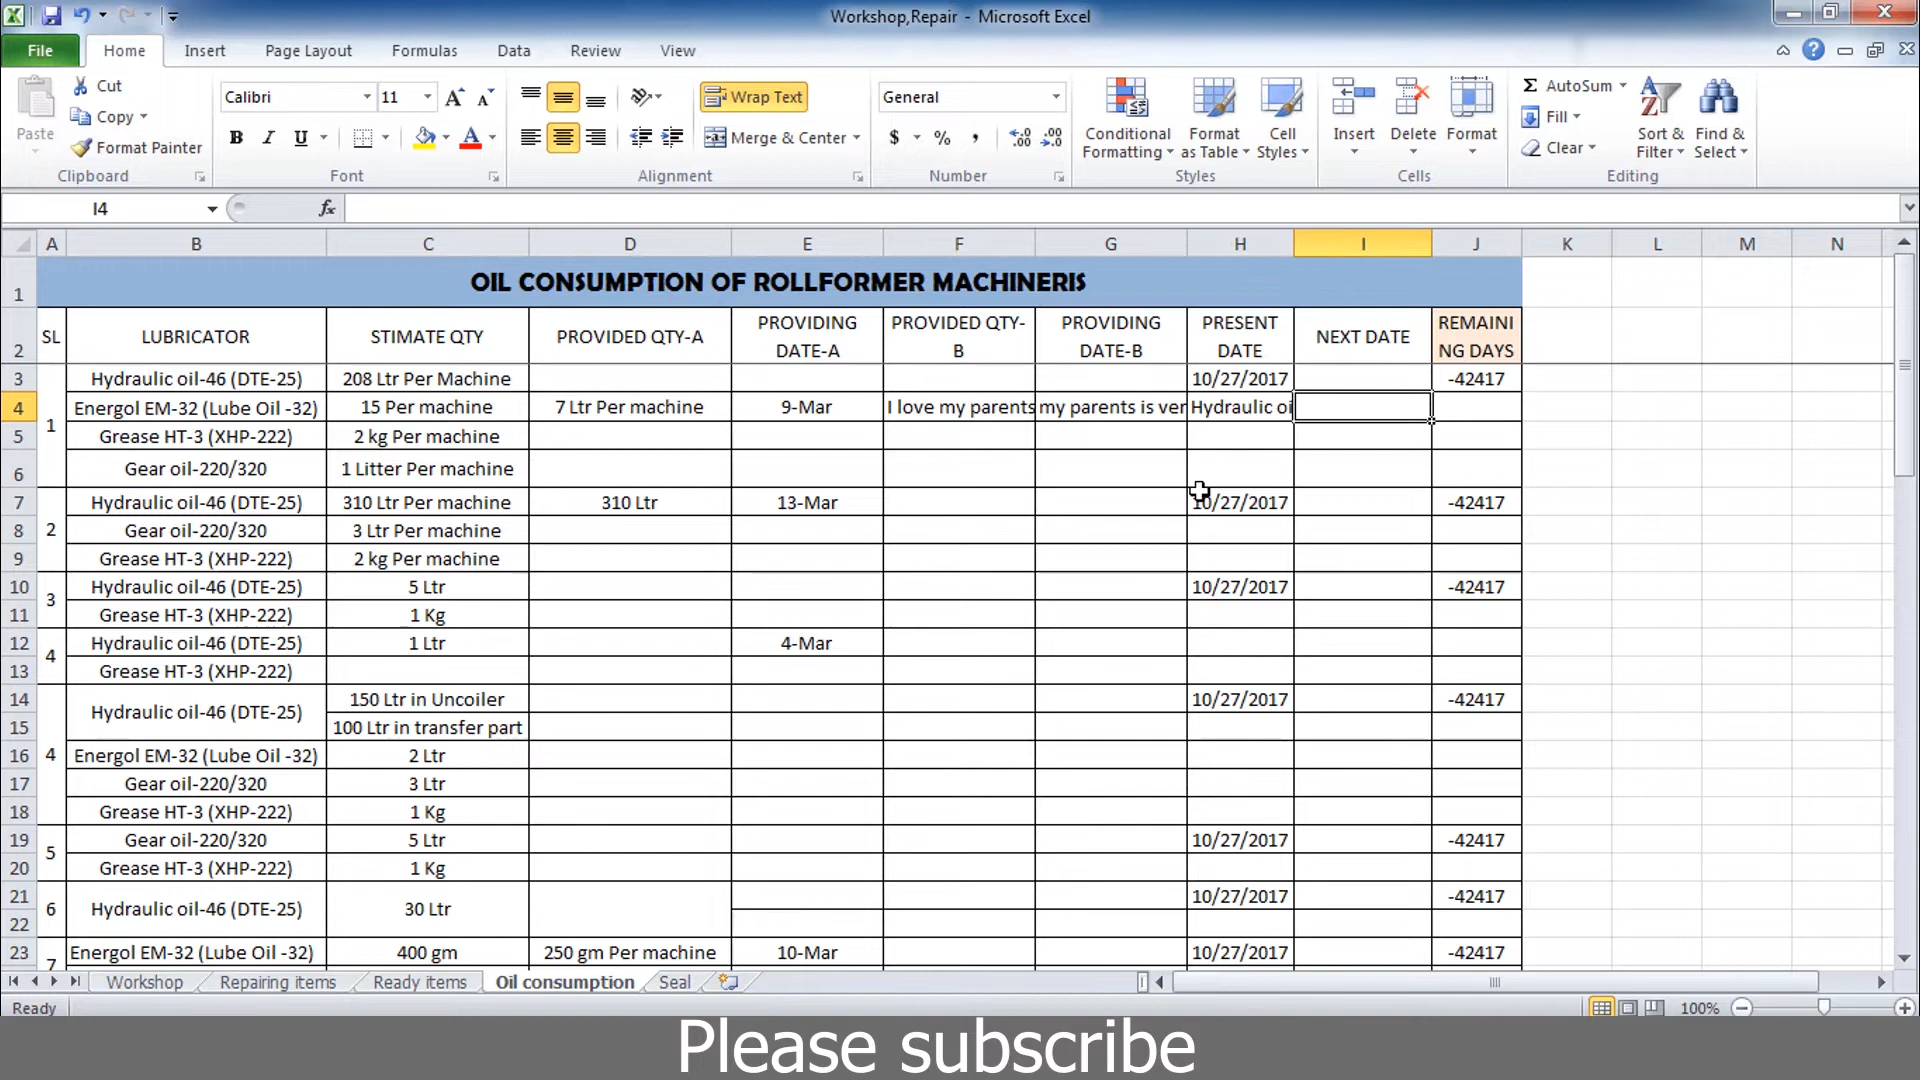 Workshop,Repair - Microsoft Excel
File Home Insert Page Layout Formulas Data Review View
Paste
Cut
Copy
Format Painter
Clipboard
Calibri 11
B I U
Font
Wrap Text
Merge & Center
Alignment
General
$ % ,
Number
Conditional Formatting
Format as Table
Cell Styles
Styles
Insert Delete Format
Cells
Σ AutoSum
Fill
Clear
Sort & Filter
Find & Select
Editing
I4 fx
A B C D E F G H I J K L M N
1 OIL CONSUMPTION OF ROLLFORMER MACHINERIS
2 SL LUBRICATOR STIMATE QTY PROVIDED QTY-A PROVIDING DATE-A PROVIDED QTY-B PROVIDING DATE-B PRESENT DATE NEXT DATE REMAINING DAYS
3 1 Hydraulic oil-46 (DTE-25) 208 Ltr Per Machine 10/27/2017 -42417
4 Energol EM-32 (Lube Oil -32) 15 Per machine 7 Ltr Per machine 9-Mar I love my parents my parents is ver Hydraulic oi
5 Grease HT-3 (XHP-222) 2 kg Per machine
6 Gear oil-220/320 1 Litter Per machine
7 2 Hydraulic oil-46 (DTE-25) 310 Ltr Per machine 310 Ltr 13-Mar 10/27/2017 -42417
8 Gear oil-220/320 3 Ltr Per machine
9 Grease HT-3 (XHP-222) 2 kg Per machine
10 3 Hydraulic oil-46 (DTE-25) 5 Ltr 10/27/2017 -42417
11 Grease HT-3 (XHP-222) 1 Kg
12 4 Hydraulic oil-46 (DTE-25) 1 Ltr 4-Mar
13 Grease HT-3 (XHP-222)
14 4 Hydraulic oil-46 (DTE-25) 150 Ltr in Uncoiler 10/27/2017 -42417
15 100 Ltr in transfer part
16 Energol EM-32 (Lube Oil -32) 2 Ltr
17 Gear oil-220/320 3 Ltr
18 Grease HT-3 (XHP-222) 1 Kg
19 5 Gear oil-220/320 5 Ltr 10/27/2017 -42417
20 Grease HT-3 (XHP-222) 1 Kg
21 6 Hydraulic oil-46 (DTE-25) 30 Ltr 10/27/2017 -42417
22
23 7 Energol EM-32 (Lube Oil -32) 400 gm 250 gm Per machine 10-Mar 10/27/2017 -42417
Workshop Repairing items Ready items Oil consumption Seal
Ready 100%
Please subscribe